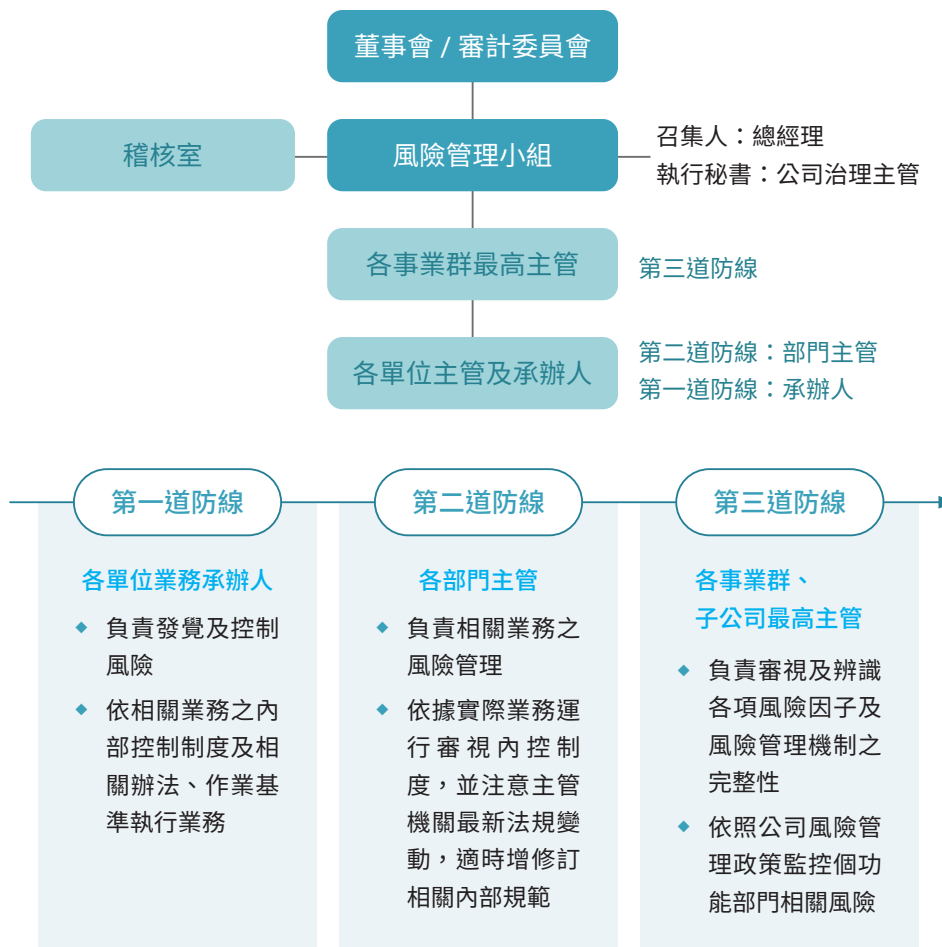 董事會 / 審計委員會
稽核室
風險管理小組
召集人：總經理
執行秘書：公司治理主管
各事業群最高主管
第三道防線
各單位主管及承辦人
第二道防線：部門主管
第一道防線：承辦人
第一道防線
各單位業務承辦人
負責發覺及控制
風險
依相關業務之內
部控制制度及相
關辦法、作業基
準執行業務
第二道防線
各部門主管
負責相關業務之
風險管理
依據實際業務運
行審視內控制
度，並注意主管
機關最新法規變
動，適時增修訂
相關內部規範
第三道防線
各事業群、
子公司最高主管
負責審視及辨識
各項風險因子及
風險管理機制之
完整性
依照公司風險管
理政策監控個功
能部門相關風險